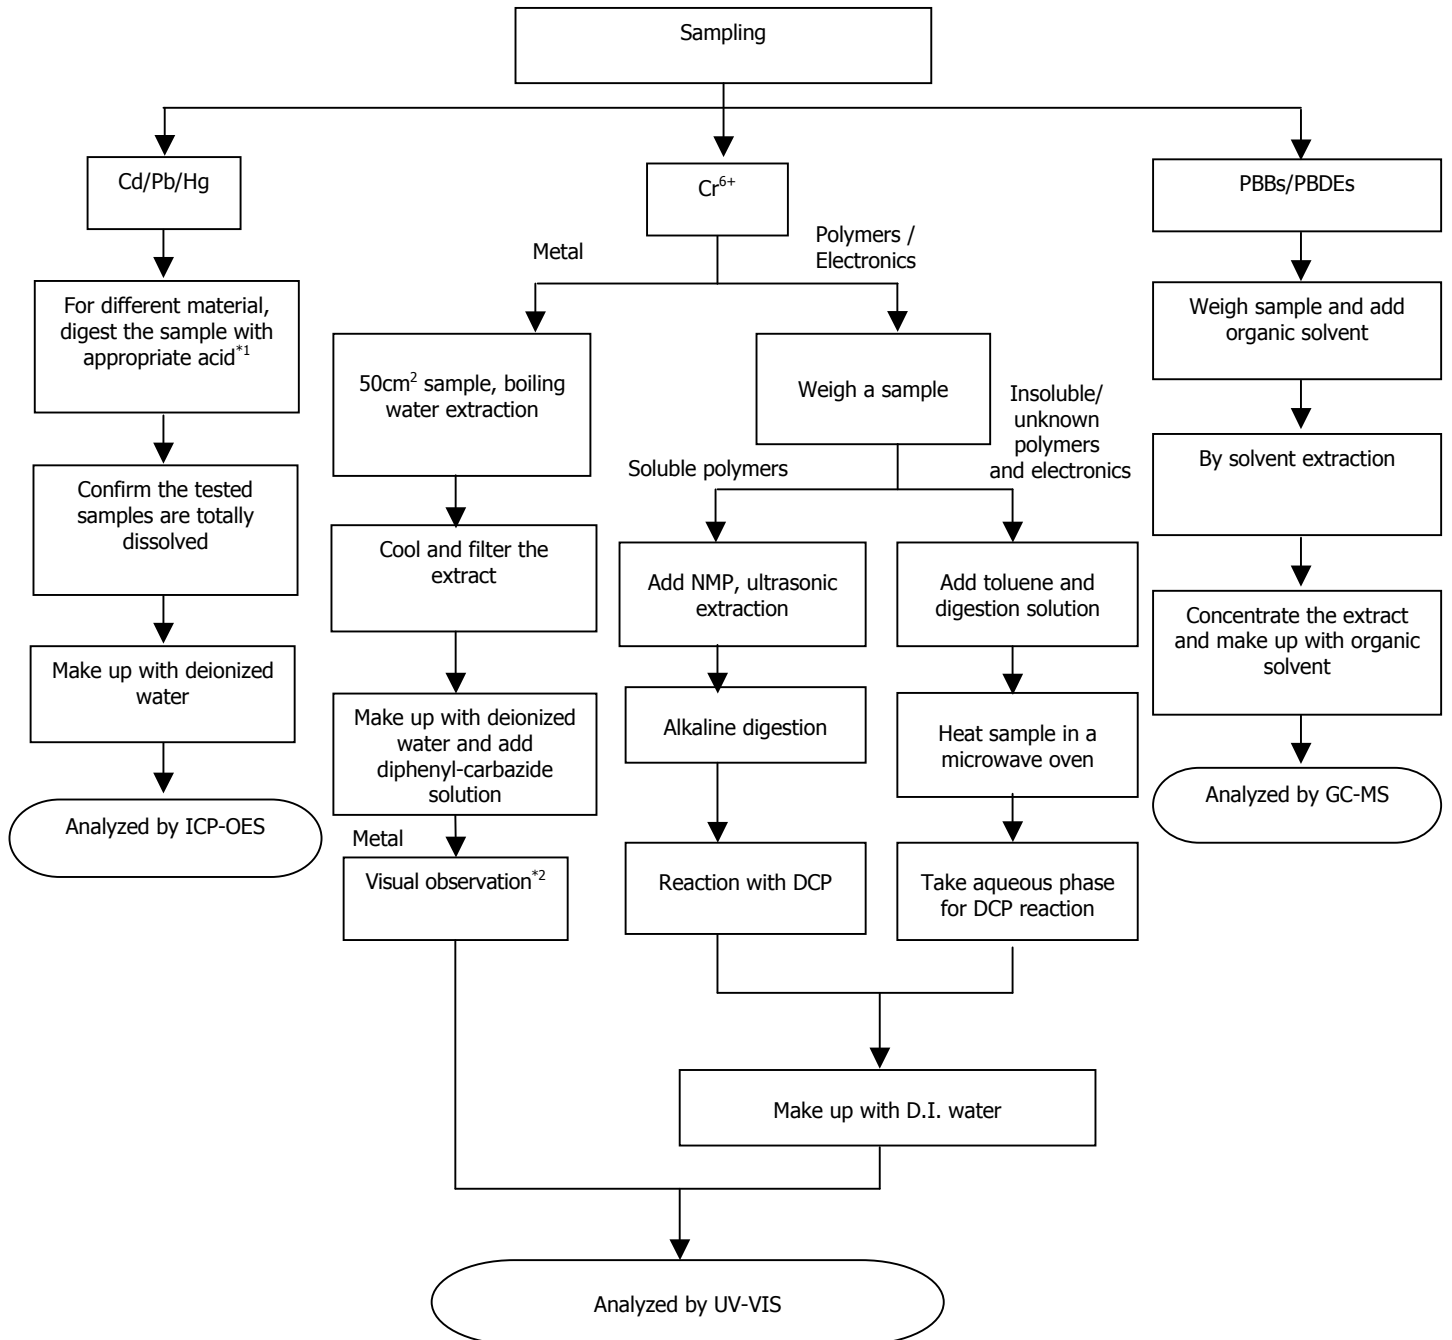 Sampling
Cd/Pb/Hg
Cr6+
PBBs/PBDEs
Metal
Polymers /
Electronics
For different material,
digest the sample with
appropriate acid*1
50cm2 sample, boiling
water extraction
Weigh a sample
Weigh sample and add
organic solvent
Insoluble/
unknown
polymers
and electronics
Soluble polymers
By solvent extraction
Confirm the tested
samples are totally
dissolved
Cool and filter the
extract
Add NMP, ultrasonic
extraction
Add toluene and
digestion solution
Concentrate the extract
and make up with organic
solvent
Make up with deionized
water
Make up with deionized
water and add
diphenyl-carbazide
solution
Alkaline digestion
Heat sample in a
microwave oven
Analyzed by GC-MS
Analyzed by ICP-OES
Metal
Visual observation*2
Reaction with DCP
Take aqueous phase
for DCP reaction
Make up with D.I. water
Analyzed by UV-VIS